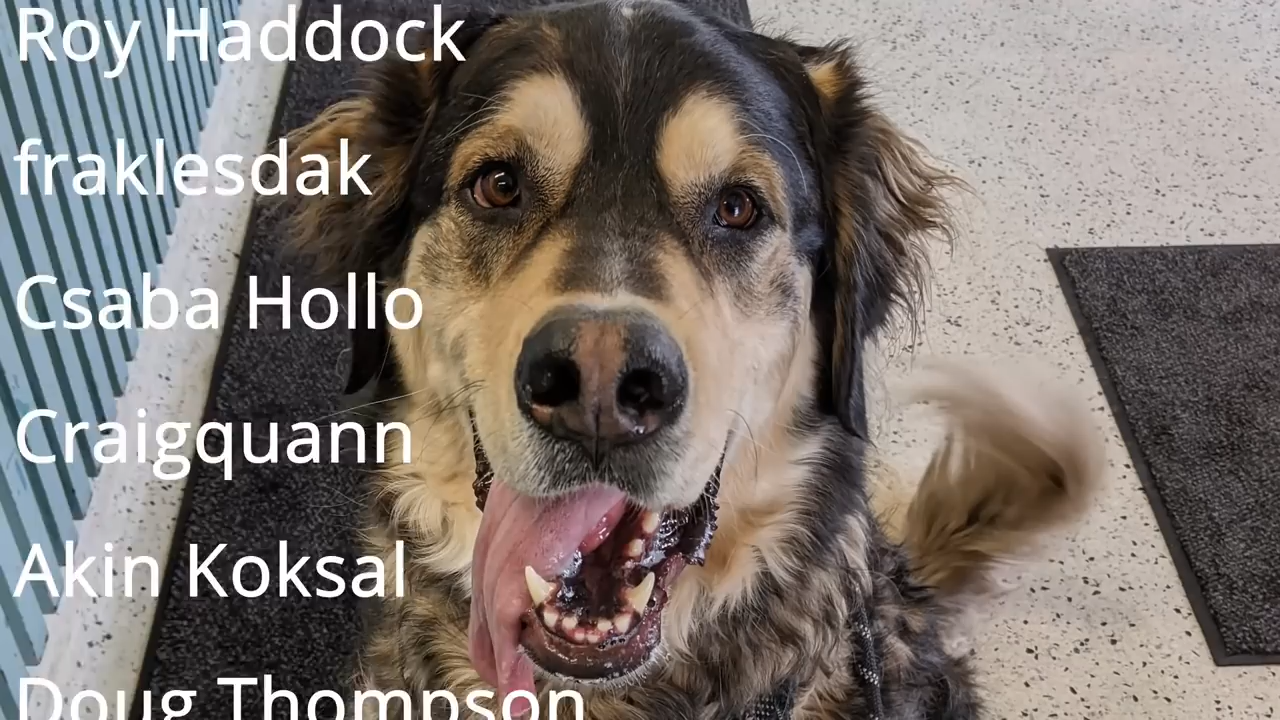 Roy Haddock
fraklesdak
Csaba Hollo
Craigquann
Akin Koksal
Doug Thompson